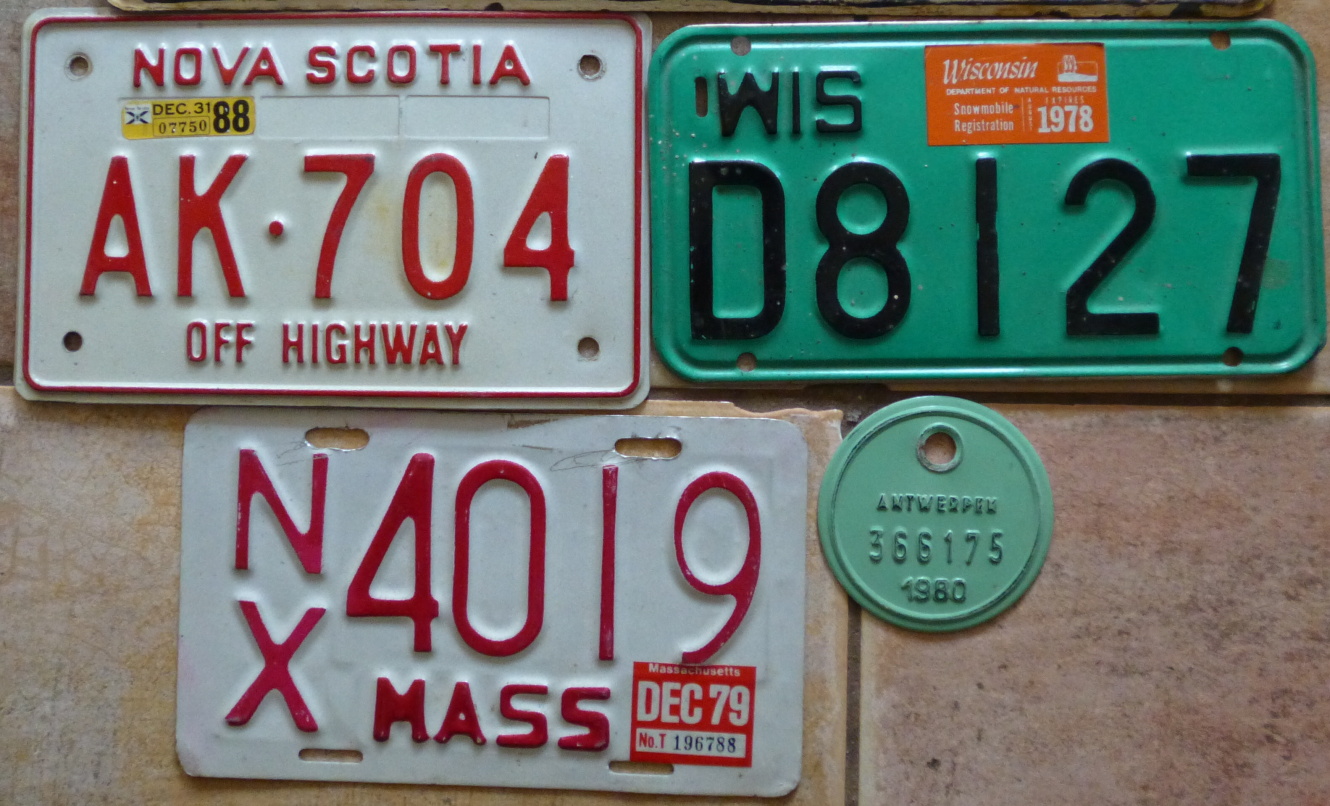 NOVA SCOTIA
DEC. 31 88
07750
AK·704
OFF HIGHWAY
WIS
Wisconsin
DEPARTMENT OF NATURAL RESOURCES
Snowmobile
Registration
EXPIRES
1978
D8127
NX 4019
MASS
Massachusetts
DEC 79
No.T 196788
ANTWERPEN
366175
1980